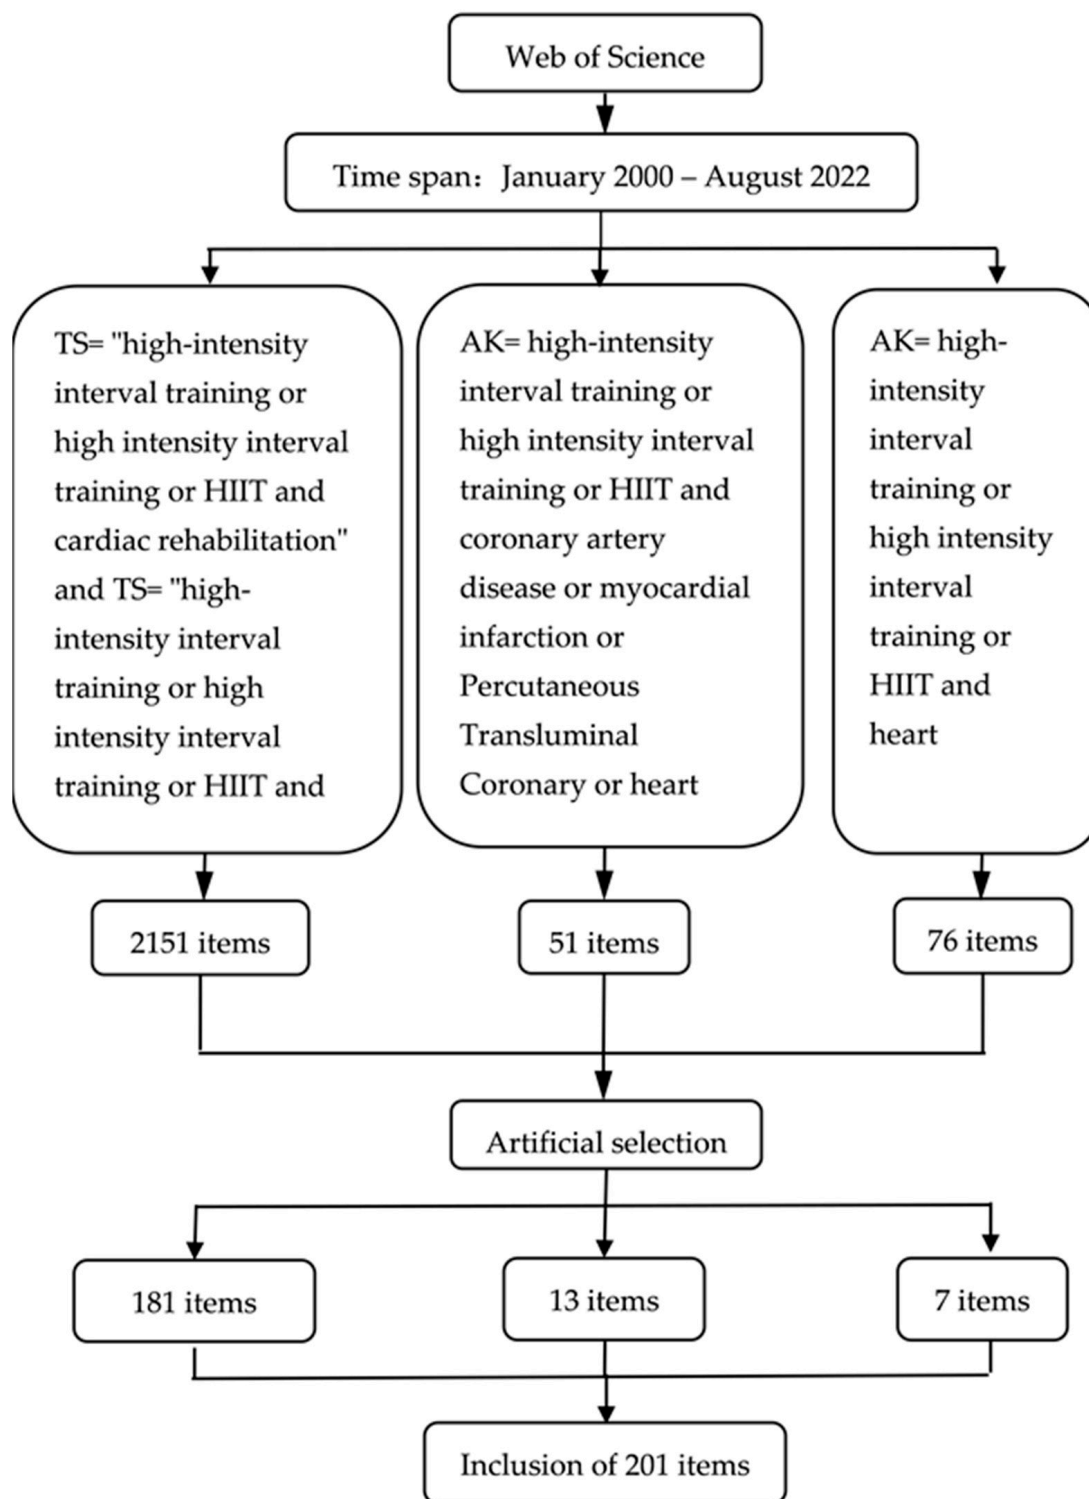 Web of Science
Time span：January 2000 – August 2022
TS= "high-intensity
interval training or
high intensity interval
training or HIIT and
cardiac rehabilitation"
and TS= "high-
intensity interval
training or high
intensity interval
training or HIIT and
AK= high-intensity
interval training or
high intensity interval
training or HIIT and
coronary artery
disease or myocardial
infarction or
Percutaneous
Transluminal
Coronary or heart
AK= high-
intensity
interval
training or
high intensity
interval
training or
HIIT and
heart
2151 items
51 items
76 items
Artificial selection
181 items
13 items
7 items
Inclusion of 201 items